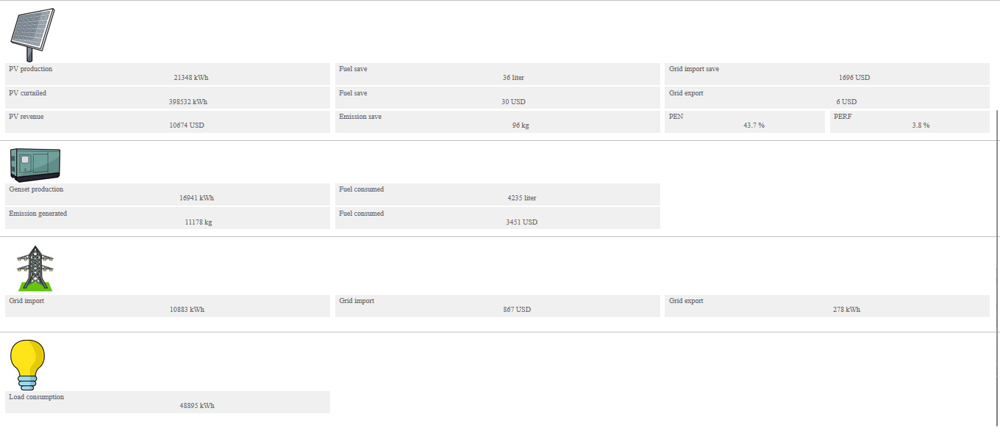 PV production
21348 kWh
Fuel save
36 liter
Grid import save
1696 USD
PV curtailed
398532 kWh
Fuel save
30 USD
Grid export
6 USD
PV revenue
10674 USD
Emission save
96 kg
PEN
43.7 %
PERF
3.8 %
Genset production
16941 kWh
Fuel consumed
4235 liter
Emission generated
11178 kg
Fuel consumed
3451 USD
Grid import
10883 kWh
Grid import
867 USD
Grid export
278 kWh
Load consumption
48895 kWh